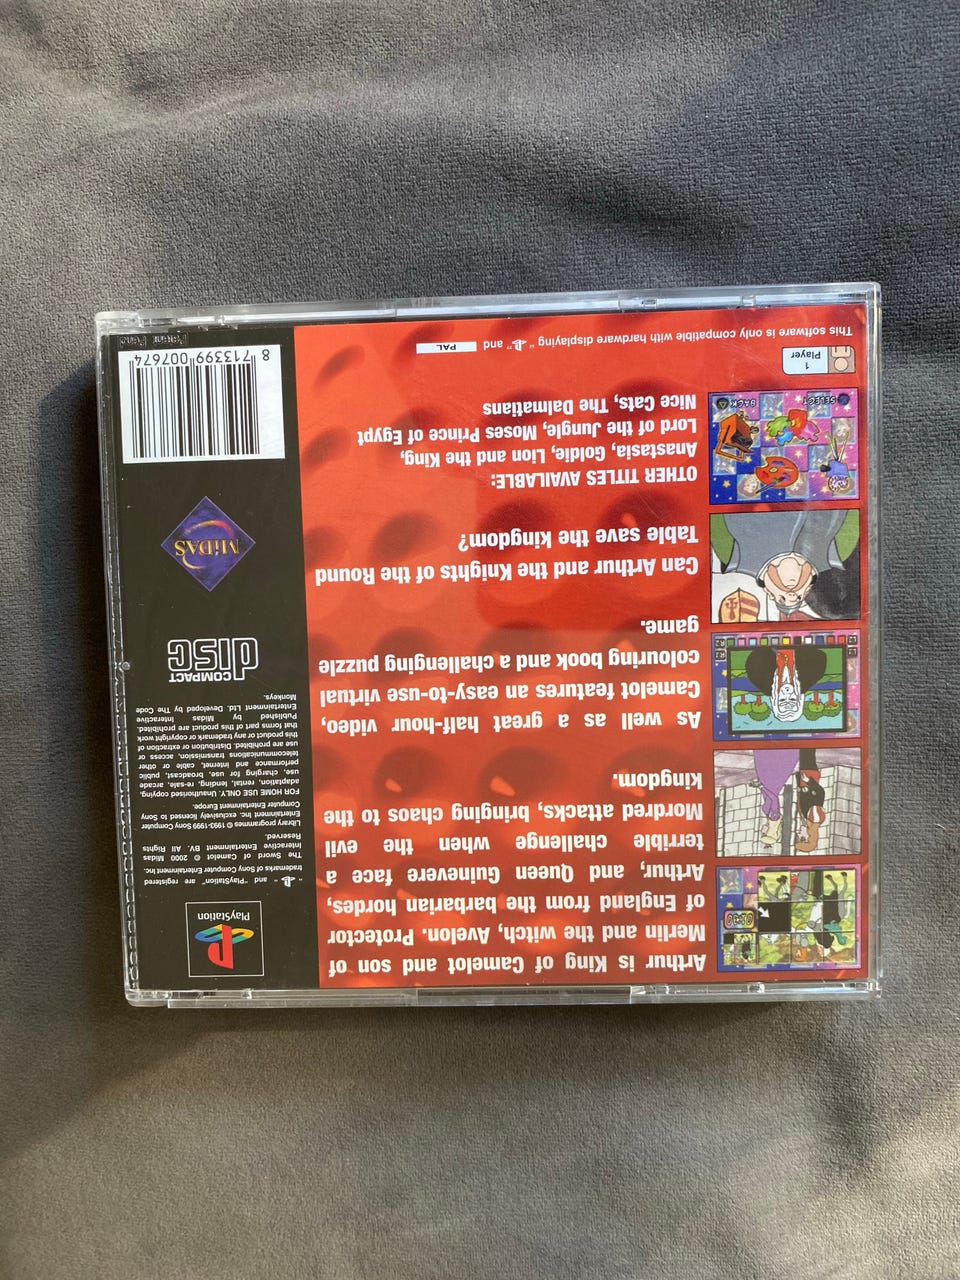 Arthur is King of Camelot and son of
Merlin and the witch, Avelon. Protector
of England from the barbarian hordes,
Arthur, and Queen Guinevere face a
terrible challenge when the evil
Mordred attacks, bringing chaos to the
kingdom.
As well as a great half-hour video,
Camelot features an easy-to-use virtual
colouring book and a challenging puzzle
game.
Can Arthur and the Knights of the Round
Table save the kingdom?
OTHER TITLES AVAILABLE:
Anastasia, Goldie, Lion and the King,
Lord of the Jungle, Moses Prince of Egypt
Nice Cats, The Dalmatians
SELECT
BACK
1
Player
This software is only compatible with hardware displaying " " and PAL
PlayStation
" " and "PlayStation" are registered
trademarks of Sony Computer Entertainment Inc.
The Sword of Camelot © 2000 Midas
Interactive Entertainment BV. All Rights
Reserved.
Library programmes © 1993-1999 Sony Computer
Entertainment Inc. exclusively licensed to Sony
Computer Entertainment Europe.
FOR HOME USE ONLY. Unauthorised copying,
adaptation, rental, lending, re-sale, arcade
use, charging for use, broadcast, public
performance and internet, cable or other
telecommunications transmission, access or
use are prohibited. Distribution or extraction of
this product or any trademark or copyright work
that forms part of this product are prohibited.
Published by Midas Interactive
Entertainment Ltd. Developed by The Code
Monkeys.
COMPACT
disc
MiDAS
8 713399 007674
Patent Pend